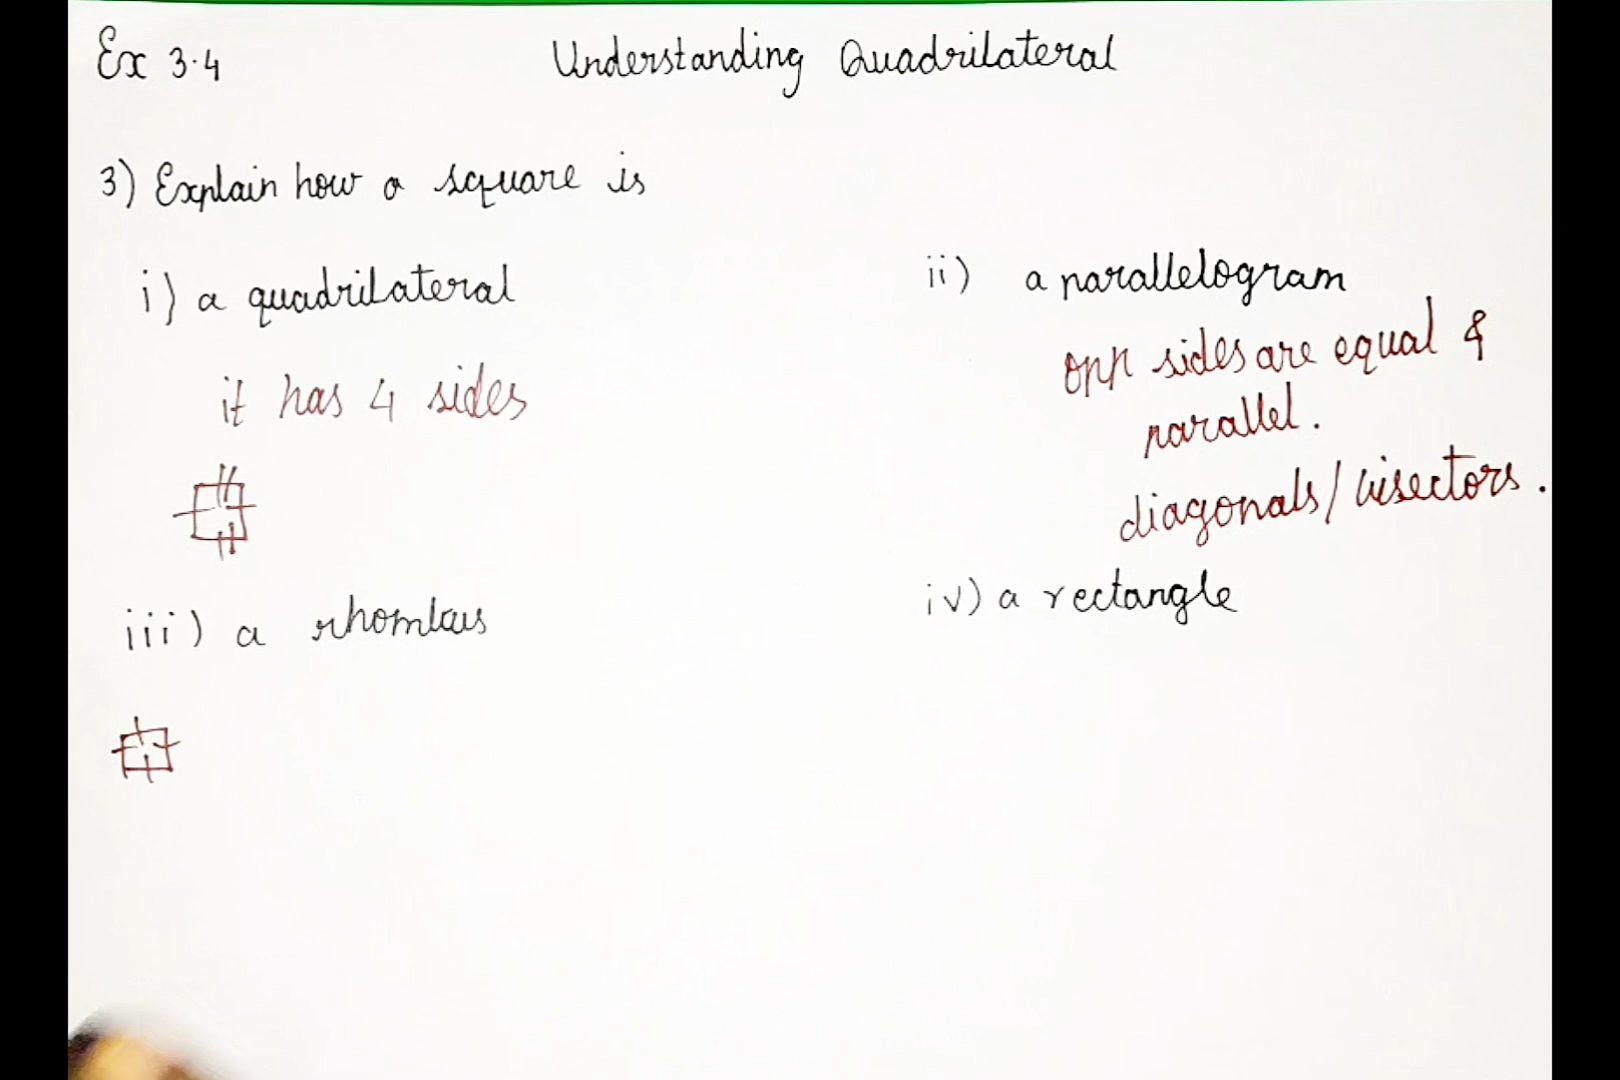 Ex 3.4 Understanding Quadrilateral
3) Explain how a square is
i) a quadrilateral
it has 4 sides
ii) a parallelogram
opp sides are equal &
parallel.
diagonals/bisectors.
iii) a rhombus
iv) a rectangle